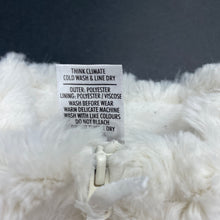 THINK CLIMATE
COLD WASH & LINE DRY
OUTER: POLYESTER
LINING: POLYESTER / VISCOSE
WASH BEFORE WEAR
WARM DELICATE MACHINE
WASH WITH LIKE COLOURS
DO NOT BLEACH
DRY